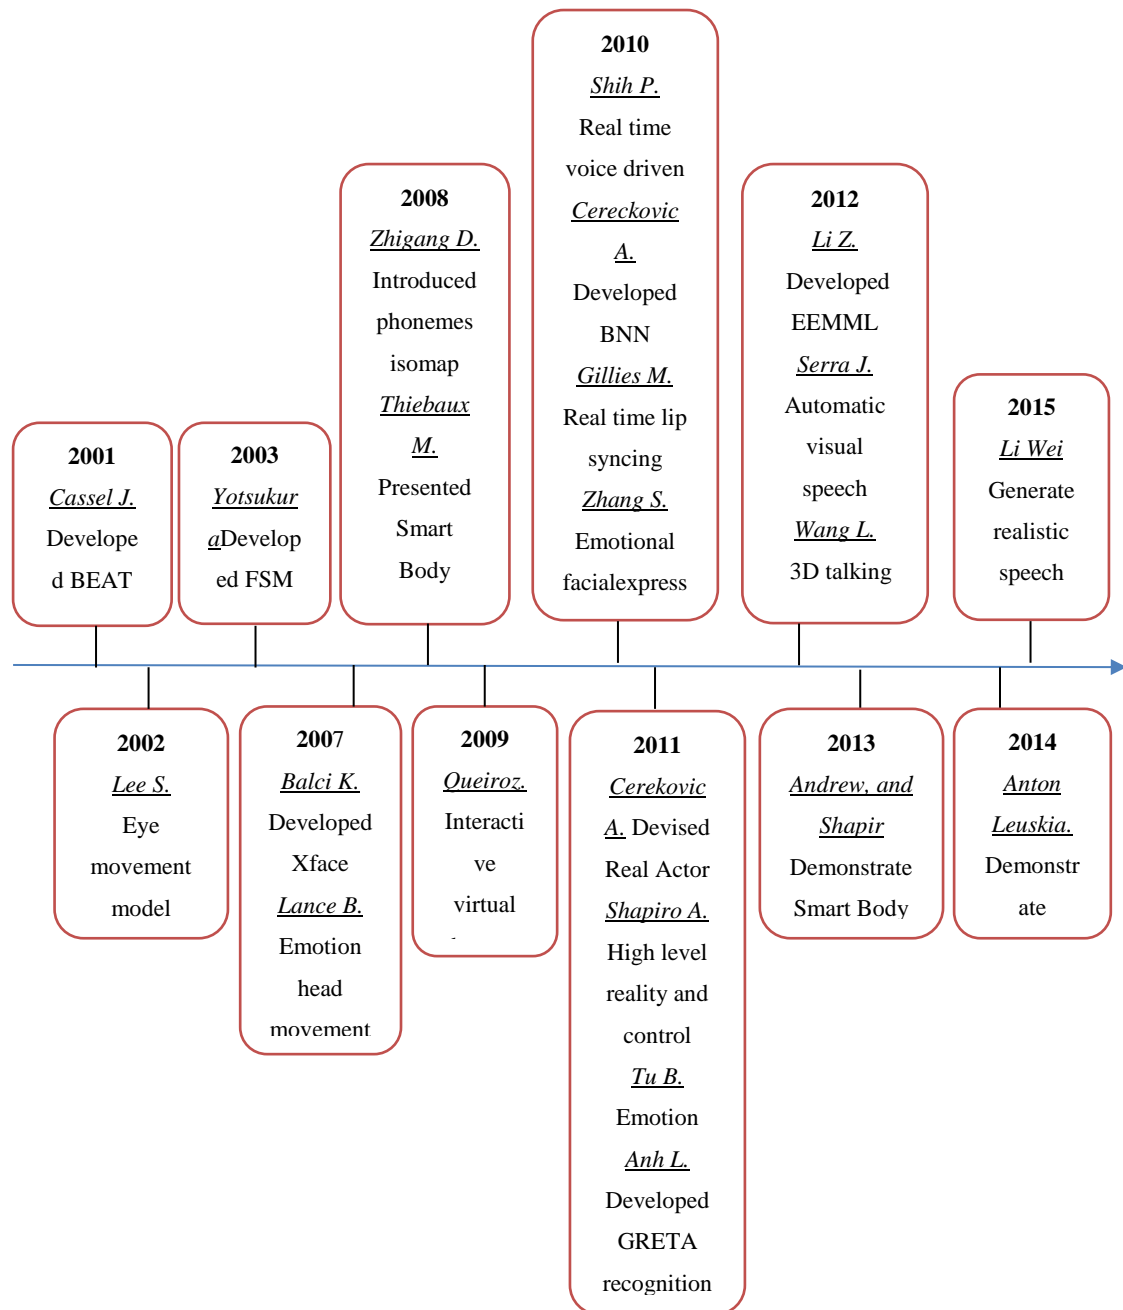 2001
Cassel J.
Develope
d BEAT
2002
Lee S.
Eye
movement
model
2003
Yotsukur
aDevelop
ed FSM
2007
Balci K.
Developed
Xface
Lance B.
Emotion
head
movement
2008
Zhigang D.
Introduced
phonemes
isomap
Thiebaux
M.
Presented
Smart
Body
2009
Queiroz.
Interacti
ve
virtual
2010
Shih P.
Real time
voice driven
Cereckovic
A.
Developed
BNN
Gillies M.
Real time lip
syncing
Zhang S.
Emotional
facialexpress
2011
Cerekovic
A. Devised
Real Actor
Shapiro A.
High level
reality and
control
Tu B.
Emotion
Anh L.
Developed
GRETA
recognition
2012
Li Z.
Developed
EEMML
Serra J.
Automatic
visual
speech
Wang L.
3D talking
2013
Andrew, and
Shapir
Demonstrate
Smart Body
2014
Anton
Leuskia.
Demonstr
ate
2015
Li Wei
Generate
realistic
speech